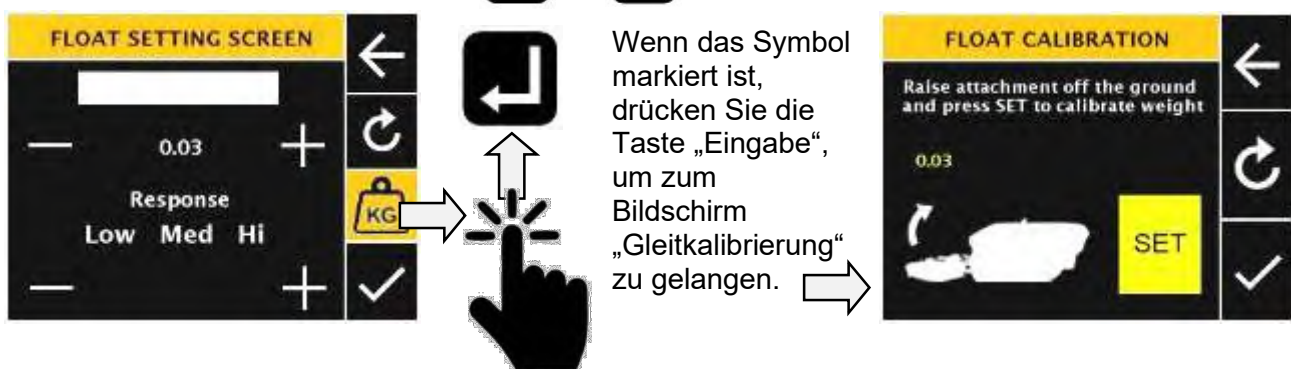 FLOAT SETTING SCREEN
0.03
Response
Low Med Hi
KG
Wenn das Symbol
markiert ist,
drücken Sie die
Taste „Eingabe“,
um zum
Bildschirm
„Gleitkalibrierung“
zu gelangen.
FLOAT CALIBRATION
Raise attachment off the ground
and press SET to calibrate weight
0.03
SET